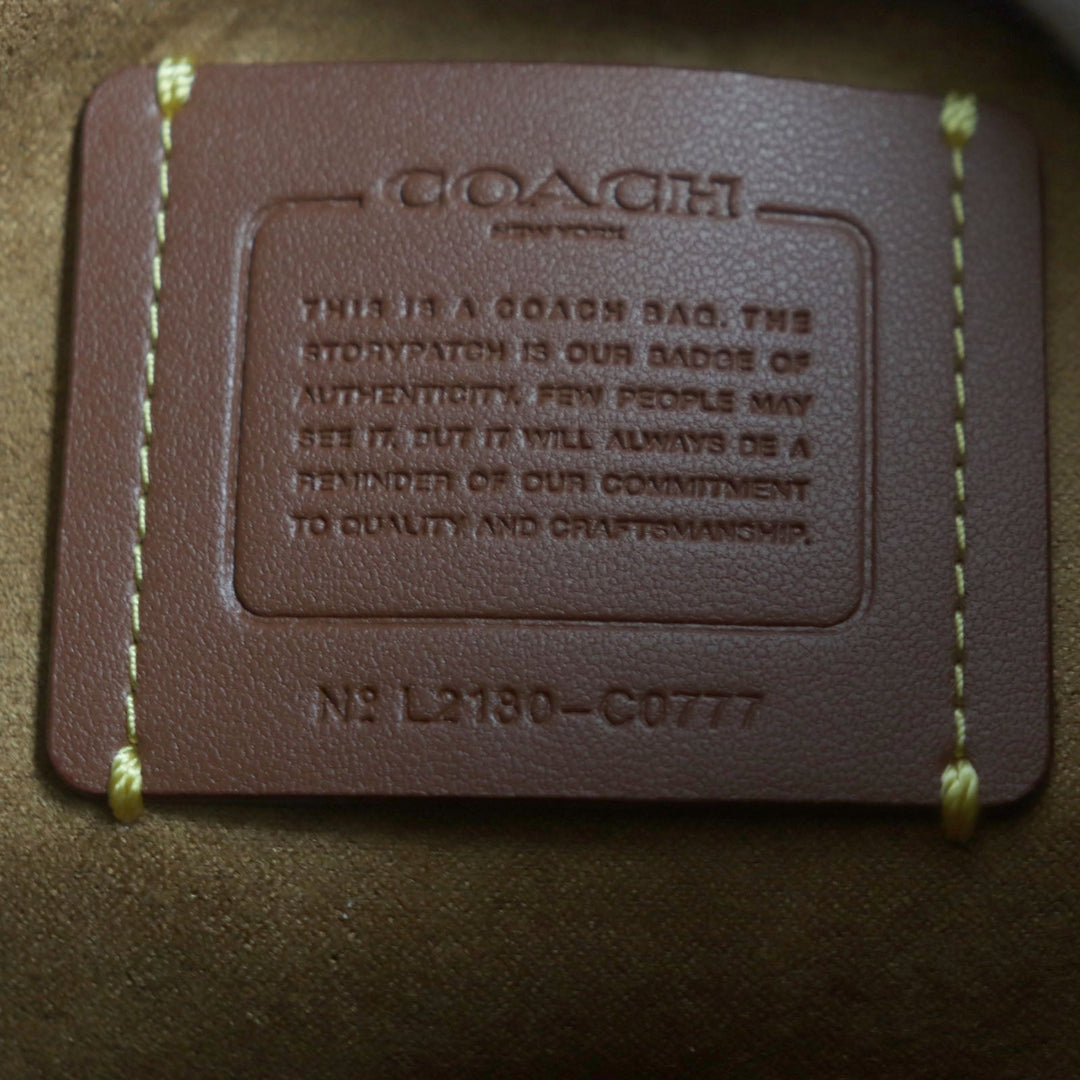 COACH
NEW YORK
THIS IS A COACH BAG. THE
STORYPATCH IS OUR BADGE OF
AUTHENTICITY. FEW PEOPLE MAY
SEE IT, BUT IT WILL ALWAYS BE A
REMINDER OF OUR COMMITMENT
TO QUALITY AND CRAFTSMANSHIP.
Nº L2180-C0777